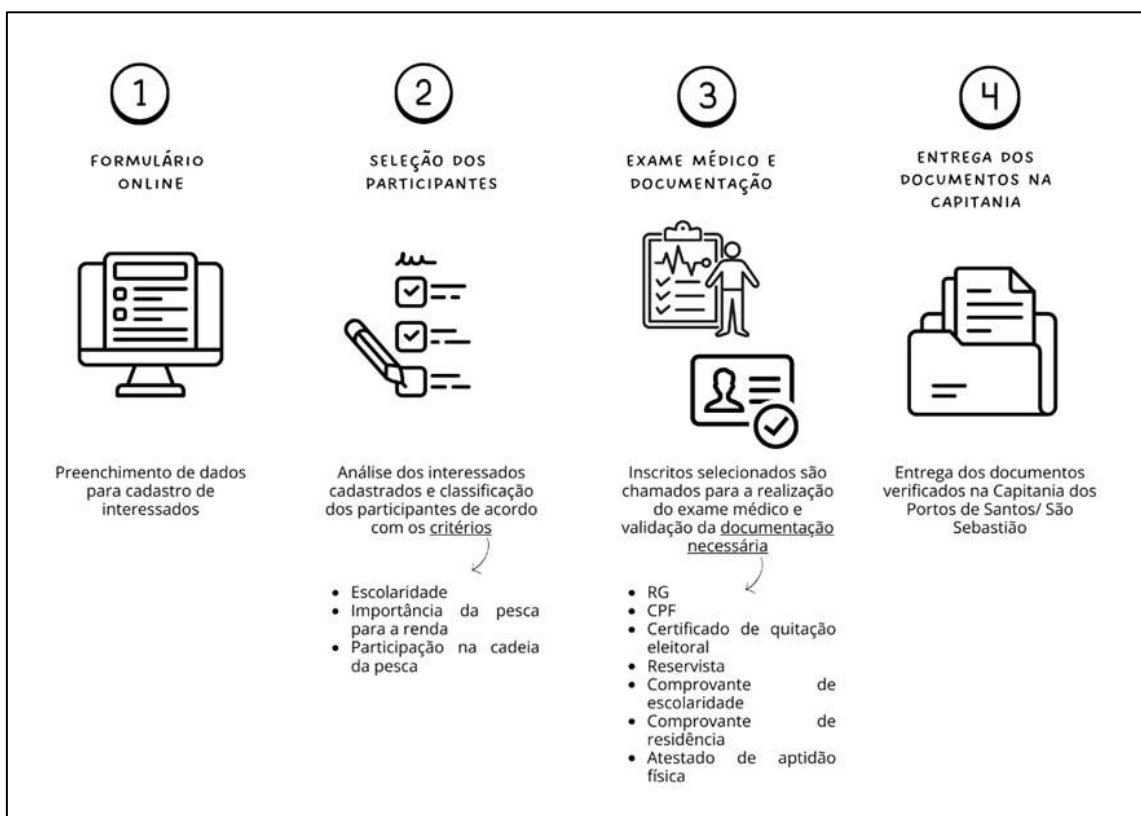 1
FORMULÁRIO
ONLINE
Preenchimento de dados
para cadastro de
interessados
2
SELEÇÃO DOS
PARTICIPANTES
Análise dos interessados
cadastrados e classificação
dos participantes de acordo
com os critérios
• Escolaridade
• Importância da pesca
para a renda
• Participação na cadeia
da pesca
3
EXAME MÉDICO E
DOCUMENTAÇÃO
Inscritos selecionados são
chamados para a realização
do exame médico e
validação da documentação
necessária
• RG
• CPF
• Certificado de quitação
eleitoral
• Reservista
• Comprovante de
escolaridade
• Comprovante de
residência
• Atestado de aptidão
física
4
ENTREGA DOS
DOCUMENTOS NA
CAPITANIA
Entrega dos documentos
verificados na Capitania dos
Portos de Santos/ São
Sebastião